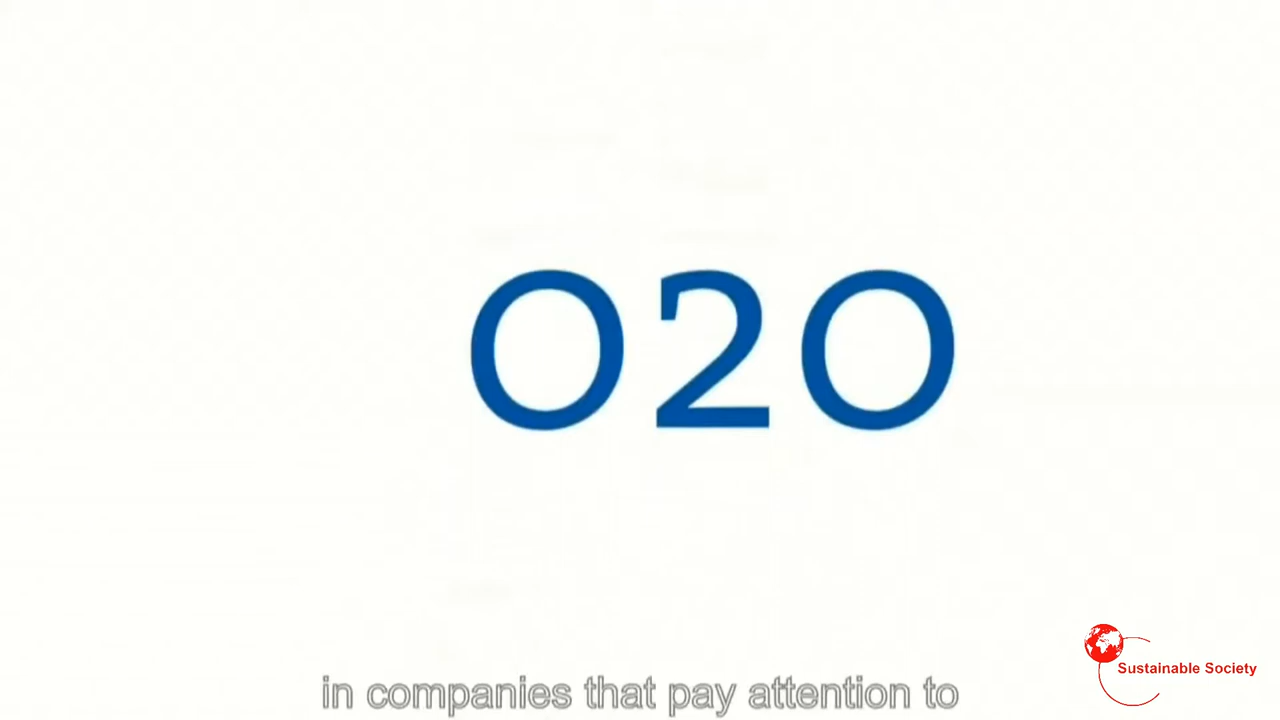 O2O
Sustainable Society
in companies that pay attention to